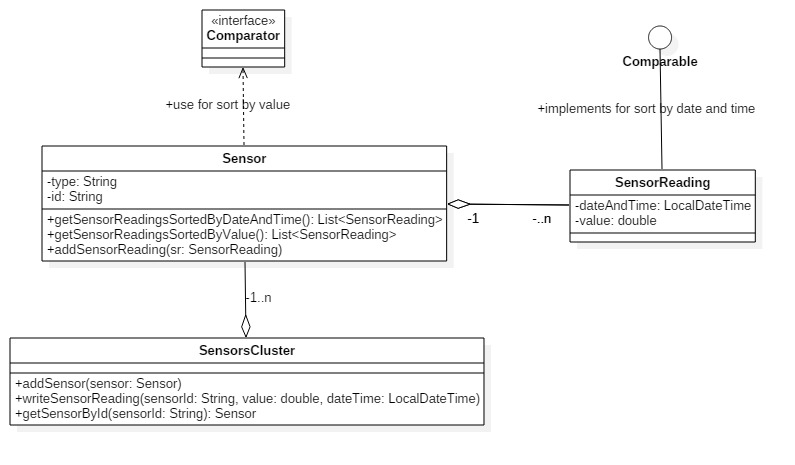 «interface»
Comparator
Comparable
+use for sort by value
+implements for sort by date and time
Sensor
-type: String
-id: String
+getSensorReadingsSortedByDateAndTime(): List<SensorReading>
+getSensorReadingsSortedByValue(): List<SensorReading>
+addSensorReading(sr: SensorReading)
-1
-..n
SensorReading
-dateAndTime: LocalDateTime
-value: double
-1..n
SensorsCluster
+addSensor(sensor: Sensor)
+writeSensorReading(sensorId: String, value: double, dateTime: LocalDateTime)
+getSensorById(sensorId: String): Sensor